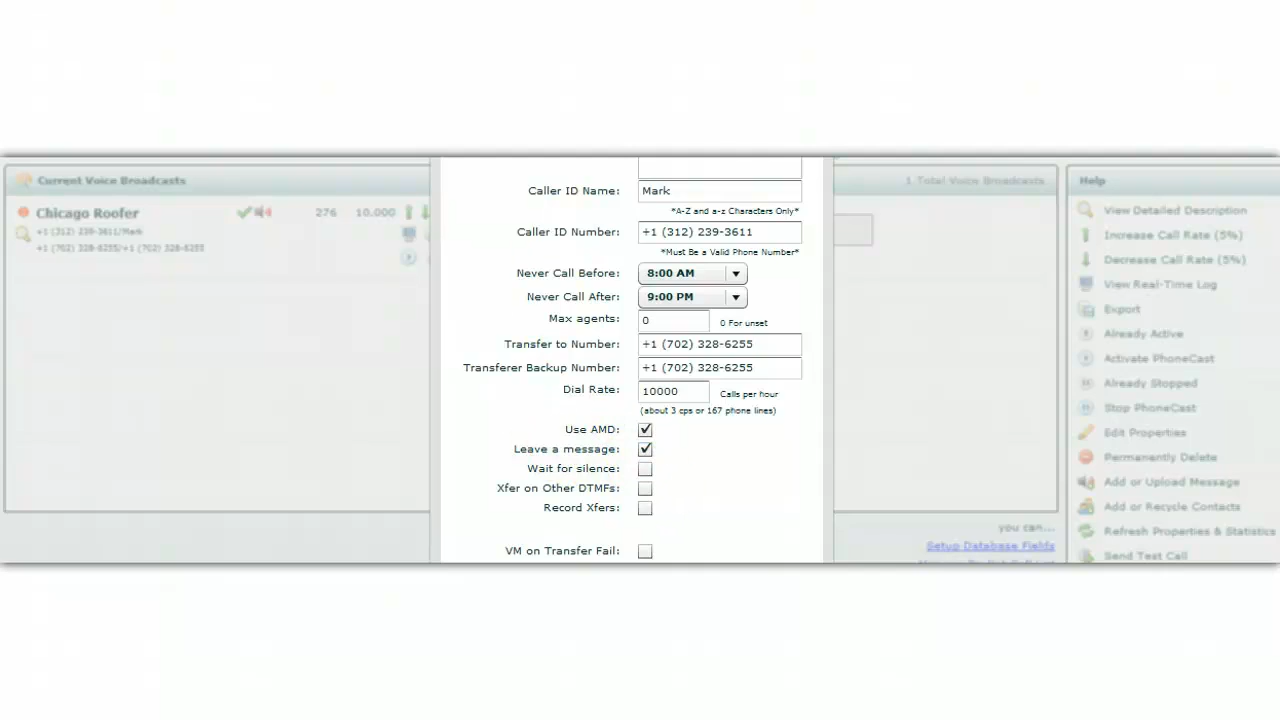 Current Voice Broadcasts
1 Total Voice Broadcasts
Help
Chicago Roofer
276
10,000
+1 (312) 239-3611/Mark
+1 (702) 328-6255/+1 (702) 328-6255
Caller ID Name:
Mark
*A-Z and a-z Characters Only*
Caller ID Number:
+1 (312) 239-3611
*Must Be a Valid Phone Number*
Never Call Before:
8:00 AM
Never Call After:
9:00 PM
Max agents:
0
0 For unset
Transfer to Number:
+1 (702) 328-6255
Transferer Backup Number:
+1 (702) 328-6255
Dial Rate:
10000
Calls per hour
(about 3 cps or 167 phone lines)
Use AMD:
Leave a message:
Wait for silence:
Xfer on Other DTMFs:
Record Xfers:
VM on Transfer Fail:
you can...
Setup Database Fields
View Detailed Description
Increase Call Rate (5%)
Decrease Call Rate (5%)
View Real-Time Log
Export
Already Active
Activate PhoneCast
Already Stopped
Stop PhoneCast
Edit Properties
Permanently Delete
Add or Upload Message
Add or Recycle Contacts
Refresh Properties & Statistics
Send Test Call